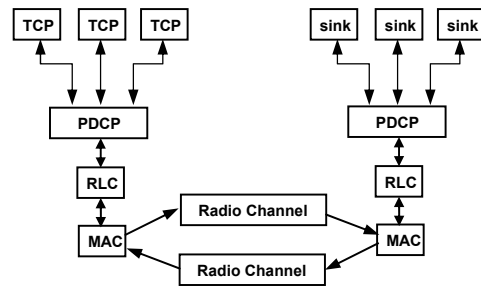 TCP TCP TCP sink sink sink
PDCP PDCP
RLC RLC
Radio Channel
MAC MAC
Radio Channel